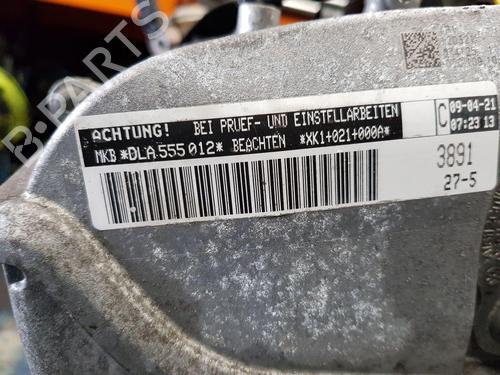 ACHTUNG! BEI PRUEF- UND EINSTFLLARBEITEN
MKB *DLA 555 012* BEACHTEN *XK1+021+000A*
C 09-04-21
07:23 13
3891
27-5
B-PARTS